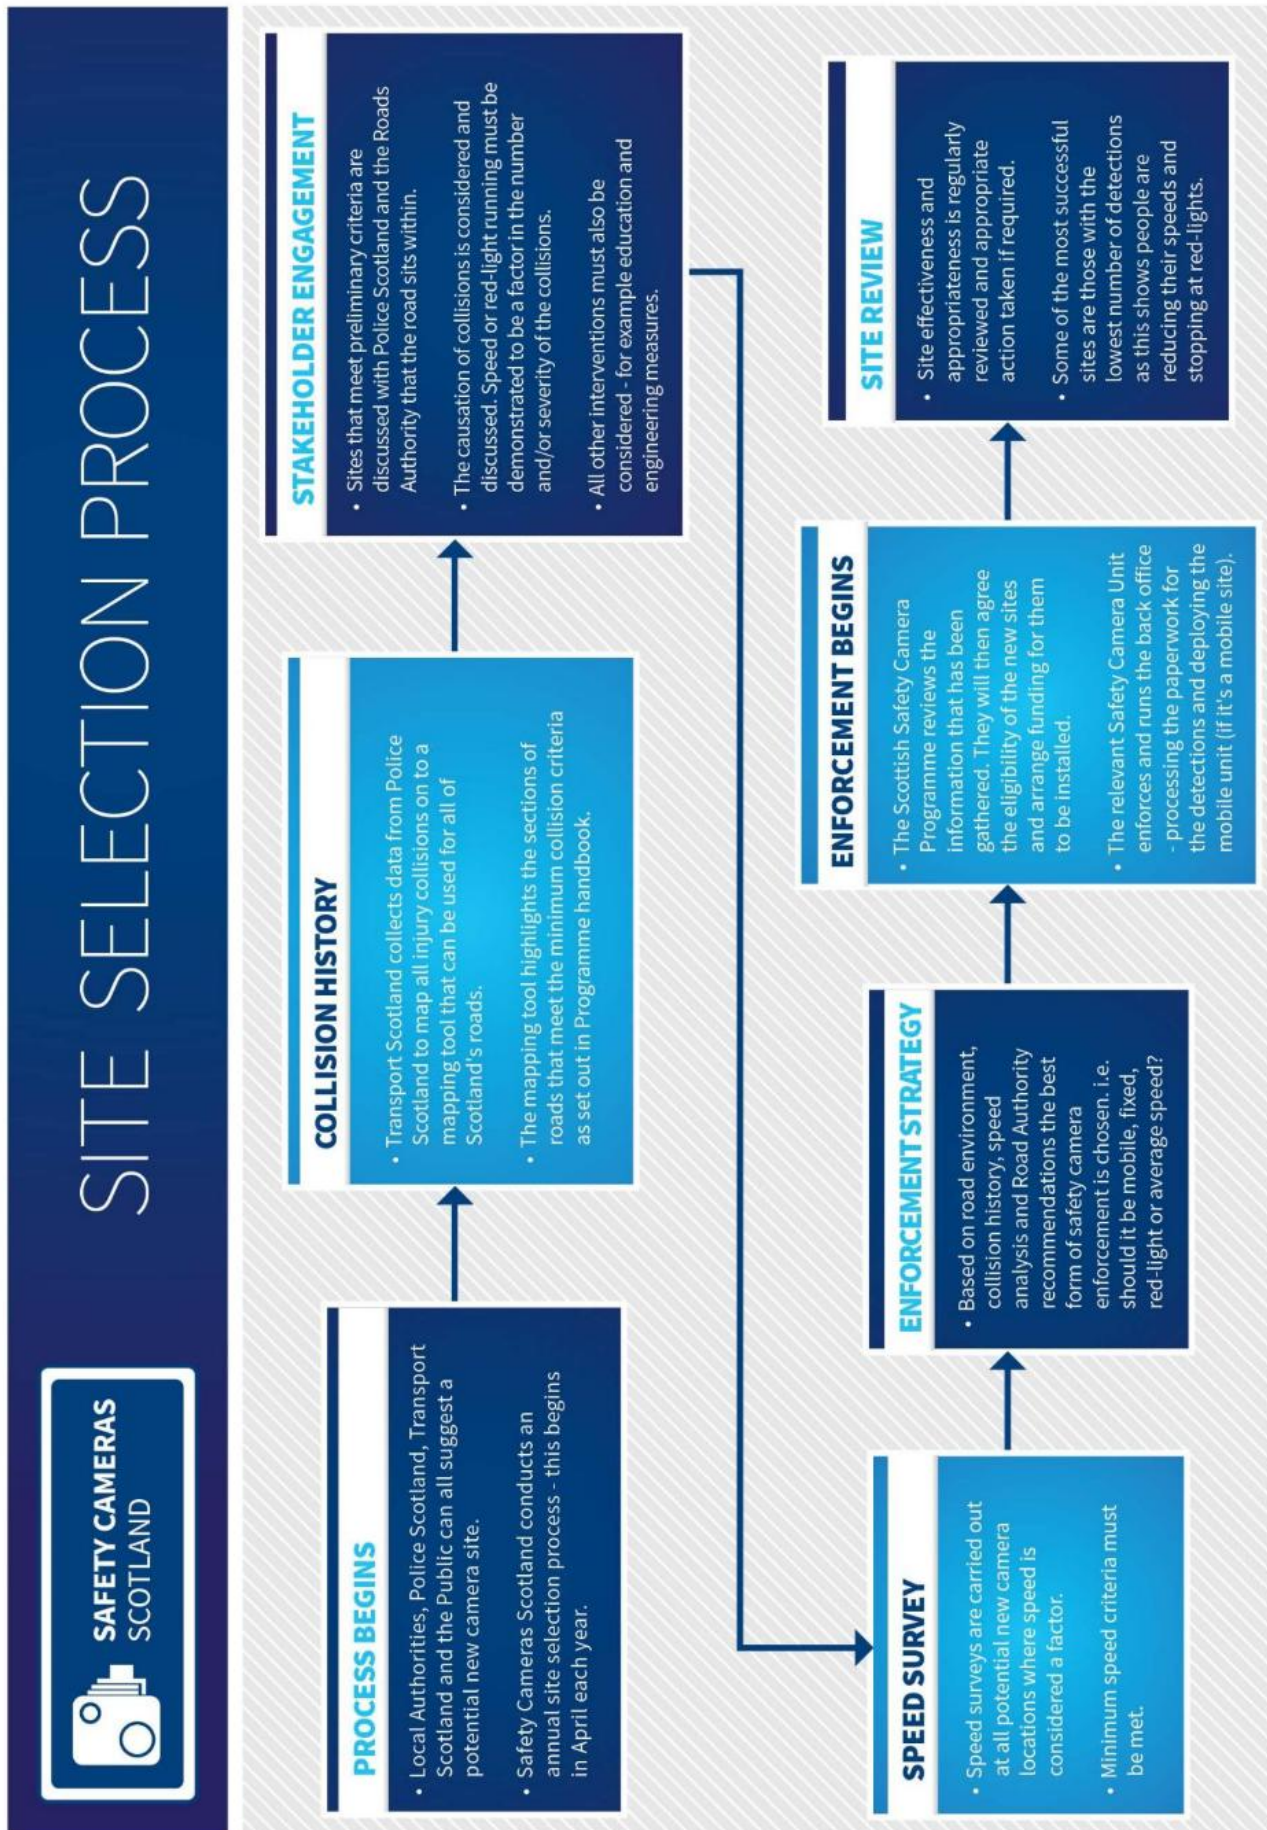 SAFETY CAMERAS
SCOTLAND
SITE SELECTION PROCESS
PROCESS BEGINS
• Local Authorities, Police Scotland, Transport
Scotland and the Public can all suggest a
potential new camera site.
• Safety Cameras Scotland conducts an
annual site selection process - this begins
in April each year.
COLLISION HISTORY
• Transport Scotland collects data from Police
Scotland to map all injury collisions on to a
mapping tool that can be used for all of
Scotland's roads.
• The mapping tool highlights the sections of
roads that meet the minimum collision criteria
as set out in Programme handbook.
STAKEHOLDER ENGAGEMENT
• Sites that meet preliminary criteria are
discussed with Police Scotland and the Roads
Authority that the road sits within.
• The causation of collisions is considered and
discussed. Speed or red-light running must be
demonstrated to be a factor in the number
and/or severity of the collisions.
• All other interventions must also be
considered - for example education and
engineering measures.
SPEED SURVEY
• Speed surveys are carried out
at all potential new camera
locations where speed is
considered a factor.
• Minimum speed criteria must
be met.
ENFORCEMENT STRATEGY
• Based on road environment,
collision history, speed
analysis and Road Authority
recommendations the best
form of safety camera
enforcement is chosen. i.e.
should it be mobile, fixed,
red-light or average speed?
ENFORCEMENT BEGINS
• The Scottish Safety Camera
Programme reviews the
information that has been
gathered. They will then agree
the eligibility of the new sites
and arrange funding for them
to be installed.
• The relevant Safety Camera Unit
enforces and runs the back office
- processing the paperwork for
the detections and deploying the
mobile unit (if it's a mobile site).
SITE REVIEW
• Site effectiveness and
appropriateness is regularly
reviewed and appropriate
action taken if required.
• Some of the most successful
sites are those with the
lowest number of detections
as this shows people are
reducing their speeds and
stopping at red-lights.